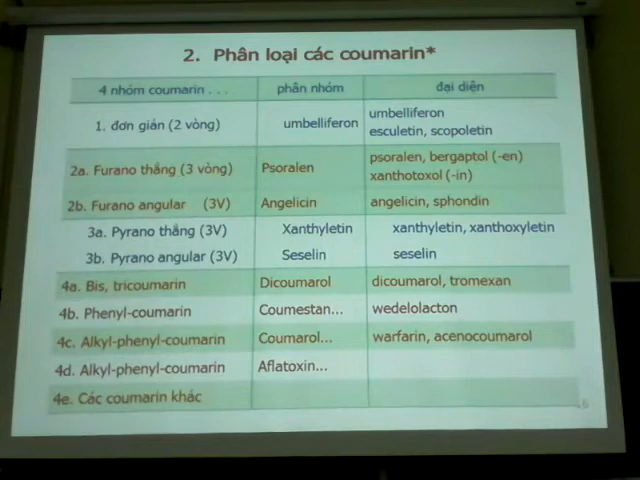 2. Phân loại các coumarin*
4 nhóm coumarin . . . . phân nhóm đại diện
1. đơn giản (2 vòng) umbelliferon umbelliferon
esculetin, scopoletin
2a. Furano thẳng (3 vòng) Psoralen psoralen, bergaptol (-en)
xanthotoxol (-in)
2b. Furano angular (3V) Angelicin angelicin, sphondin
3a. Pyrano thẳng (3V) Xanthyletin xanthyletin, xanthoxyletin
3b. Pyrano angular (3V) Seselin seselin
4a. Bis, tricoumarin Dicoumarol dicoumarol, tromexan
4b. Phenyl-coumarin Coumestan... wedelolacton
4c. Alkyl-phenyl-coumarin Coumarol... warfarin, acenocoumarol
4d. Alkyl-phenyl-coumarin Aflatoxin...
4e. Các coumarin khác